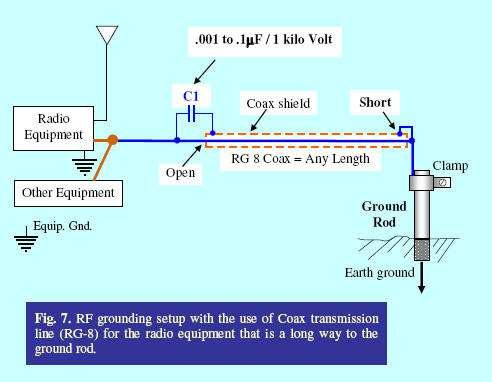 .001 to .1µF / 1 kilo Volt
C1
Coax shield
Short
Radio
Equipment
RG 8 Coax = Any Length
Open
Clamp
Other Equipment
Ground
Rod
Equip. Gnd.
Earth ground
Fig. 7. RF grounding setup with the use of Coax transmission
line (RG-8) for the radio equipment that is a long way to the
ground rod.